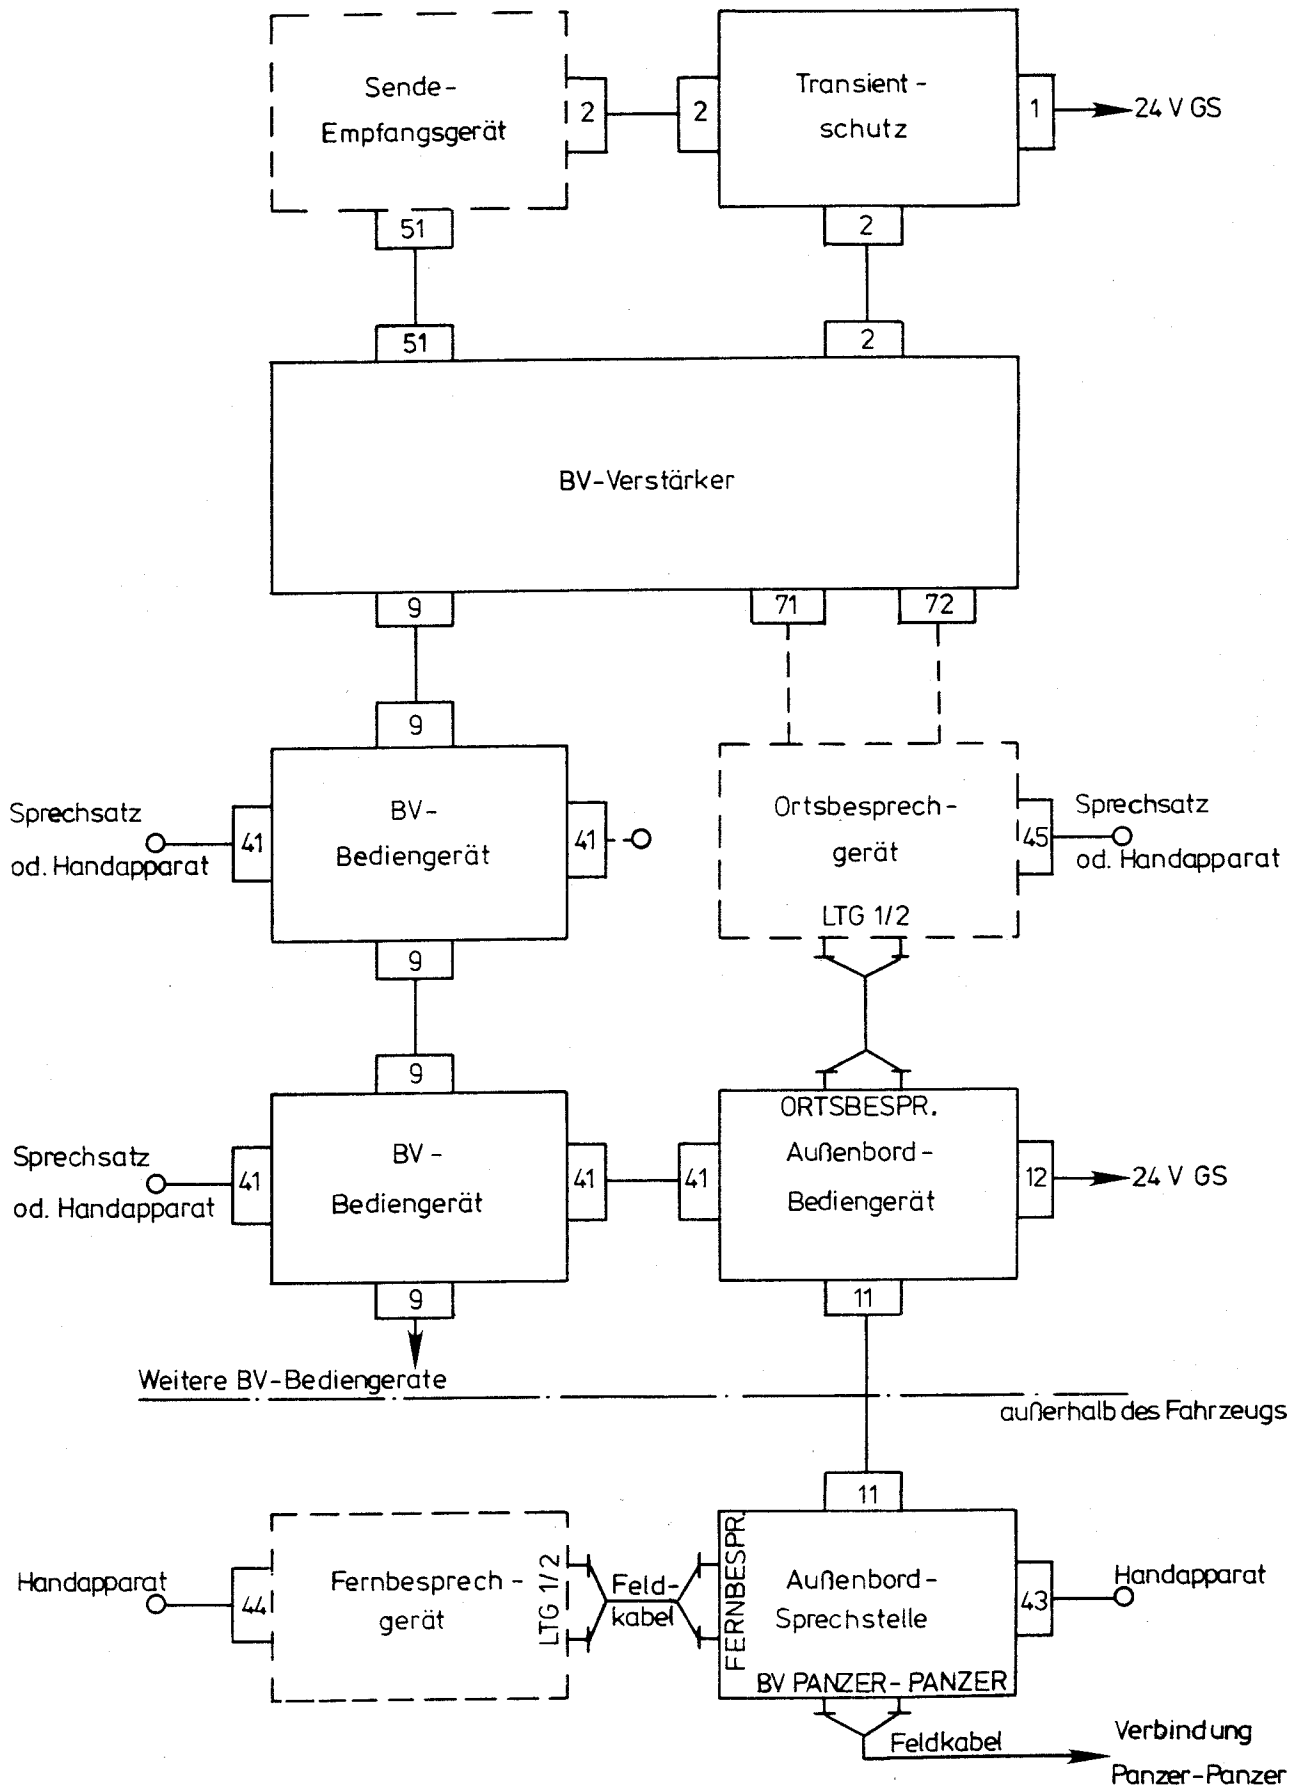 Sende-
Empfangsgerät
2
2
Transient-
schutz
1
24 V GS
51
2
51
2
BV-Verstärker
9
71
72
9
Sprechsatz
od. Handapparat
41
BV-
Bediengerät
41
Ortsbesprech-
gerät
LTG 1/2
45
Sprechsatz
od. Handapparat
9
9
Sprechsatz
od. Handapparat
41
BV-
Bediengerät
41
41
ORTSBESPR.
Außenbord-
Bediengerät
12
24 V GS
9
11
Weitere BV-Bediengeräte
außerhalb des Fahrzeugs
11
Handapparat
44
Fernbesprech-
gerät
LTG 1/2
Feld-
kabel
FERNBESPR.
Außenbord-
Sprechstelle
BV PANZER-PANZER
43
Handapparat
Feldkabel
Verbindung
Panzer-Panzer